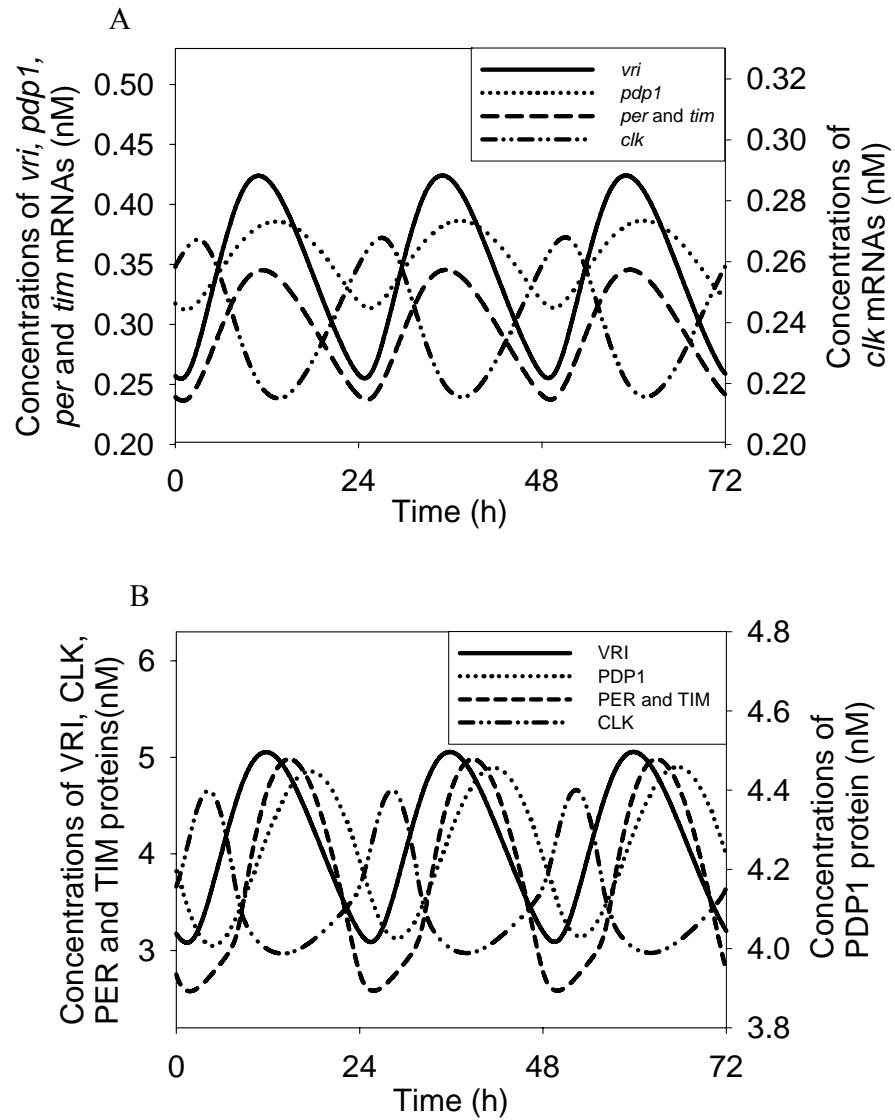 A
Concentrations of vri, pdp1,
per and tim mRNAs (nM)
0.50
0.45
0.40
0.35
0.30
0.25
0.20
vri
pdp1
per and tim
clk
0.32
0.30
0.28
0.26
0.24
0.22
0.20
Concentrations of
clk mRNAs (nM)
0 24 48 72
Time (h)
B
Concentrations of VRI, CLK,
PER and TIM proteins(nM)
6
5
4
3
VRI
PDP1
PER and TIM
CLK
4.8
4.6
4.4
4.2
4.0
3.8
Concentrations of
PDP1 protein (nM)
0 24 48 72
Time (h)